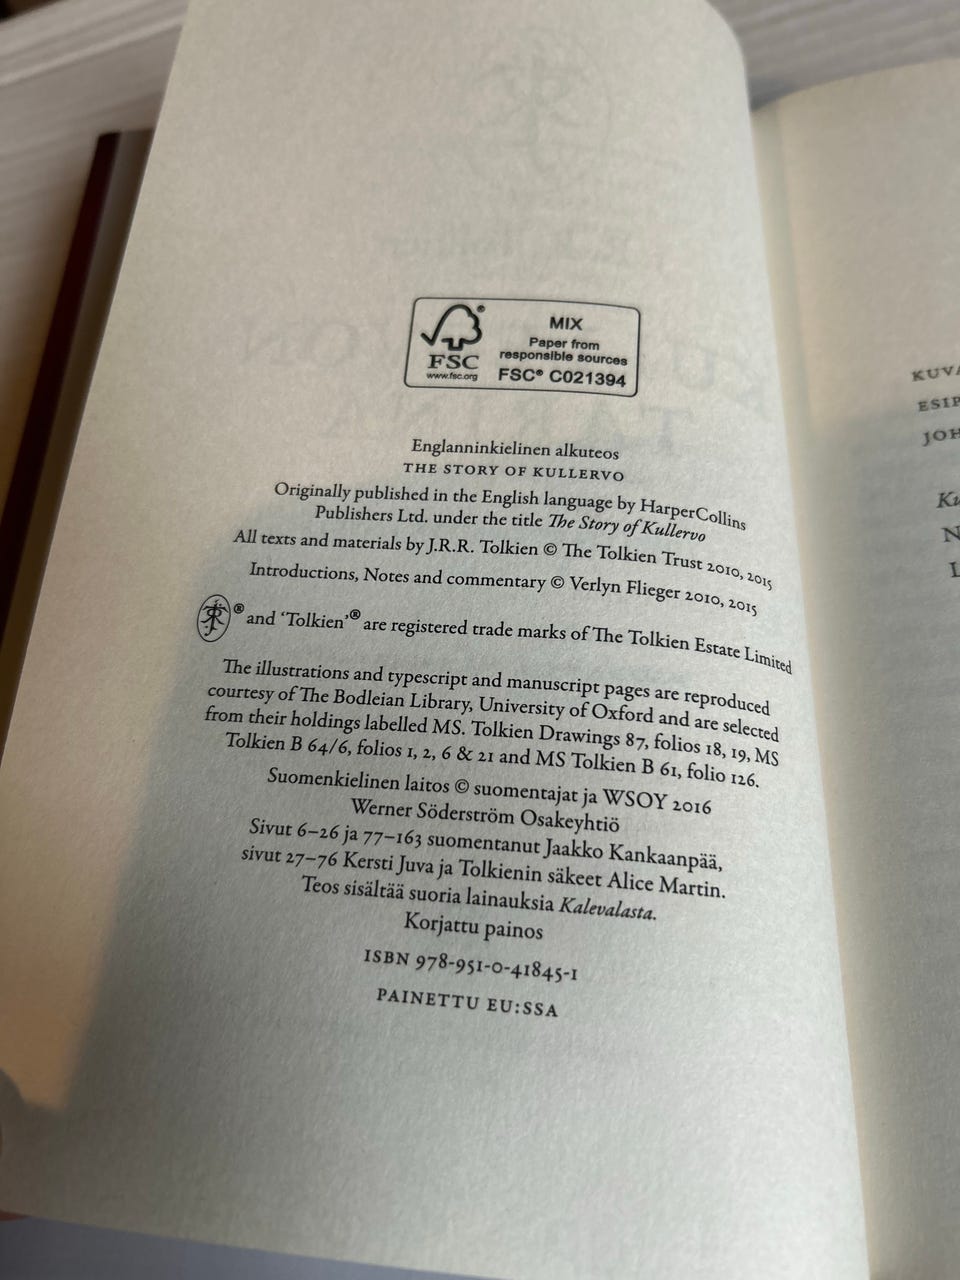 MIX
Paper from
responsible sources
FSC® C021394
FSC
www.fsc.org
Englanninkielinen alkuteos
THE STORY OF KULLERVO
Originally published in the English language by HarperCollins
Publishers Ltd. under the title The Story of Kullervo
All texts and materials by J.R.R. Tolkien © The Tolkien Trust 2010, 2015
Introductions, Notes and commentary © Verlyn Flieger 2010, 2015
® and ‘Tolkien’® are registered trade marks of The Tolkien Estate Limited
The illustrations and typescript and manuscript pages are reproduced
courtesy of The Bodleian Library, University of Oxford and are selected
from their holdings labelled MS. Tolkien Drawings 87, folios 18, 19, MS
Tolkien B 64/6, folios 1, 2, 6 & 21 and MS Tolkien B 61, folio 126.
Suomenkielinen laitos © suomentajat ja WSOY 2016
Werner Söderström Osakeyhtiö
Sivut 6–26 ja 77–163 suomentanut Jaakko Kankaanpää,
sivut 27–76 Kersti Juva ja Tolkienin säkeet Alice Martin.
Teos sisältää suoria lainauksia Kalevalasta.
Korjattu painos
ISBN 978-951-0-41845-1
PAINETTU EU:SSA